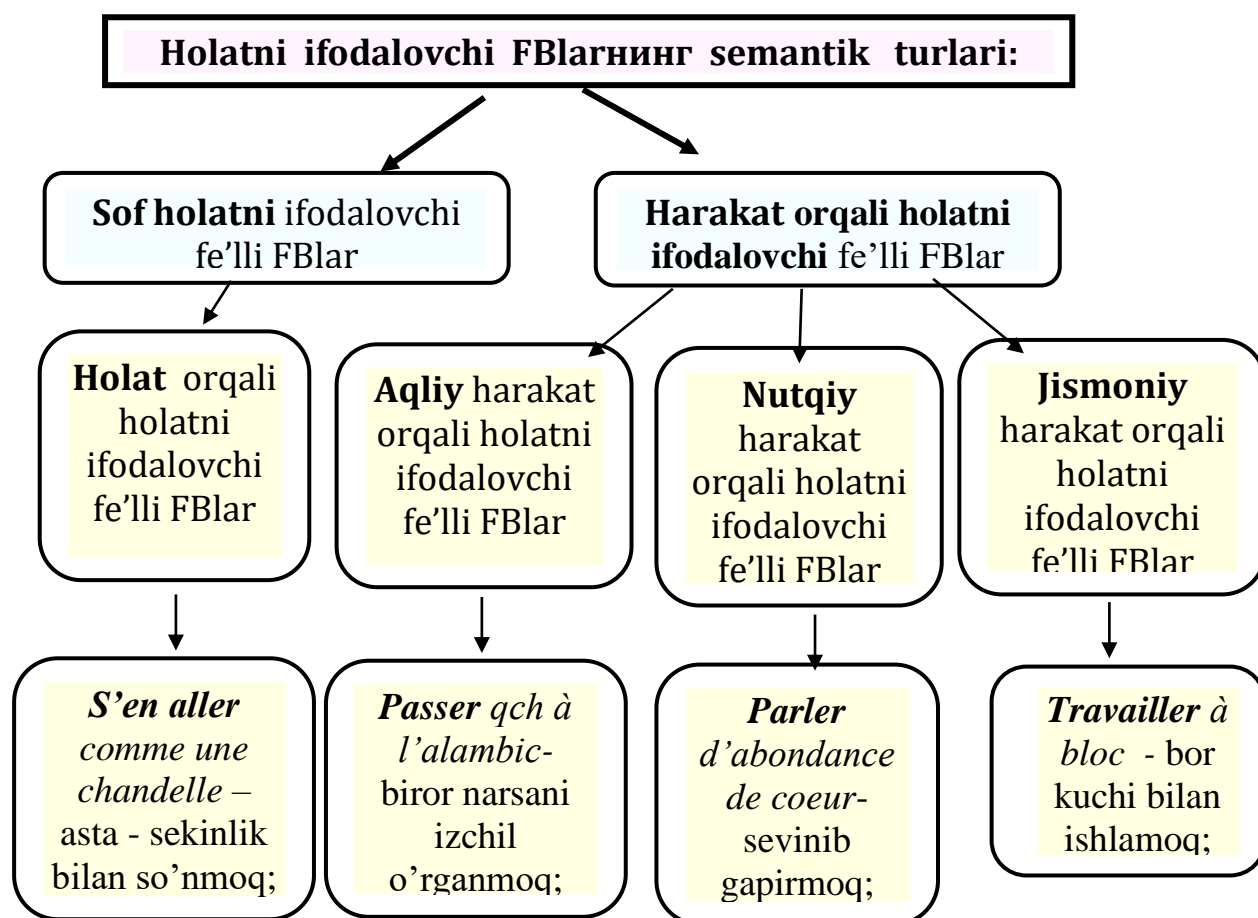 Holatni ifodalovchi FBlarнинг semantik turlari:
Sof holatni ifodalovchi
fe’lli FBlar
Harakat orqali holatni
ifodalovchi fe’lli FBlar
Holat orqali
holatni
ifodalovchi
fe’lli FBlar
Aqliy harakat
orqali holatni
ifodalovchi
fe’lli FBlar
Nutqiy
harakat
orqali holatni
ifodalovchi
fe’lli FBlar
Jismoniy
harakat orqali
holatni
ifodalovchi
fe’lli FBlar
S’en aller
comme une
chandelle –
asta - sekinlik
bilan so’nmoq;
Passer qch à
l’alambic-
biror narsani
izchil
o’rganmoq;
Parler
d’abondance
de coeur-
sevinib
gapirmoq;
Travailler à
bloc - bor
kuchi bilan
ishlamoq;